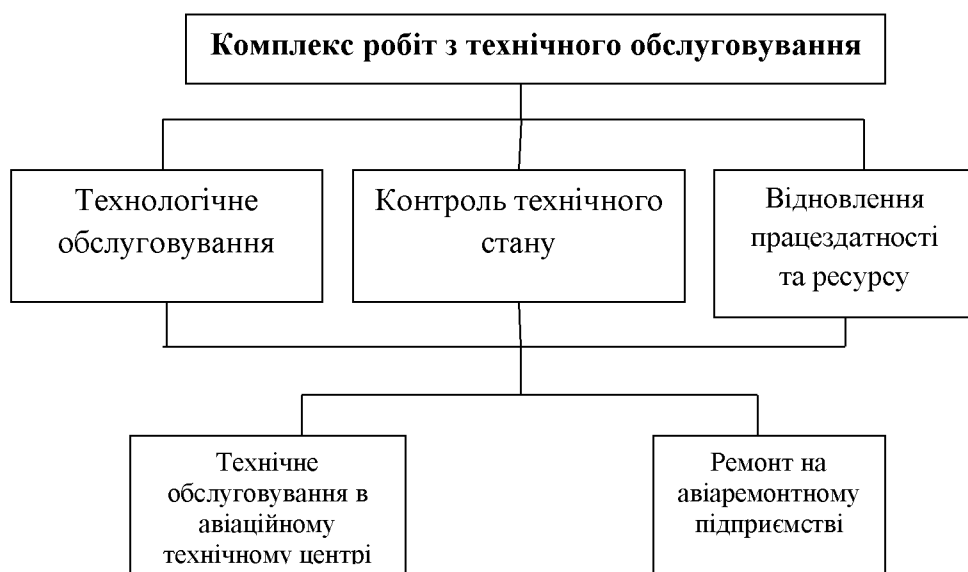 Комплекс робіт з технічного обслуговування
Технологічне
обслуговування
Контроль технічного
стану
Відновлення
працездатності
та ресурсу
Технічне
обслуговування в
авіаційному
технічному центрі
Ремонт на
авіаремонтному
підприємстві